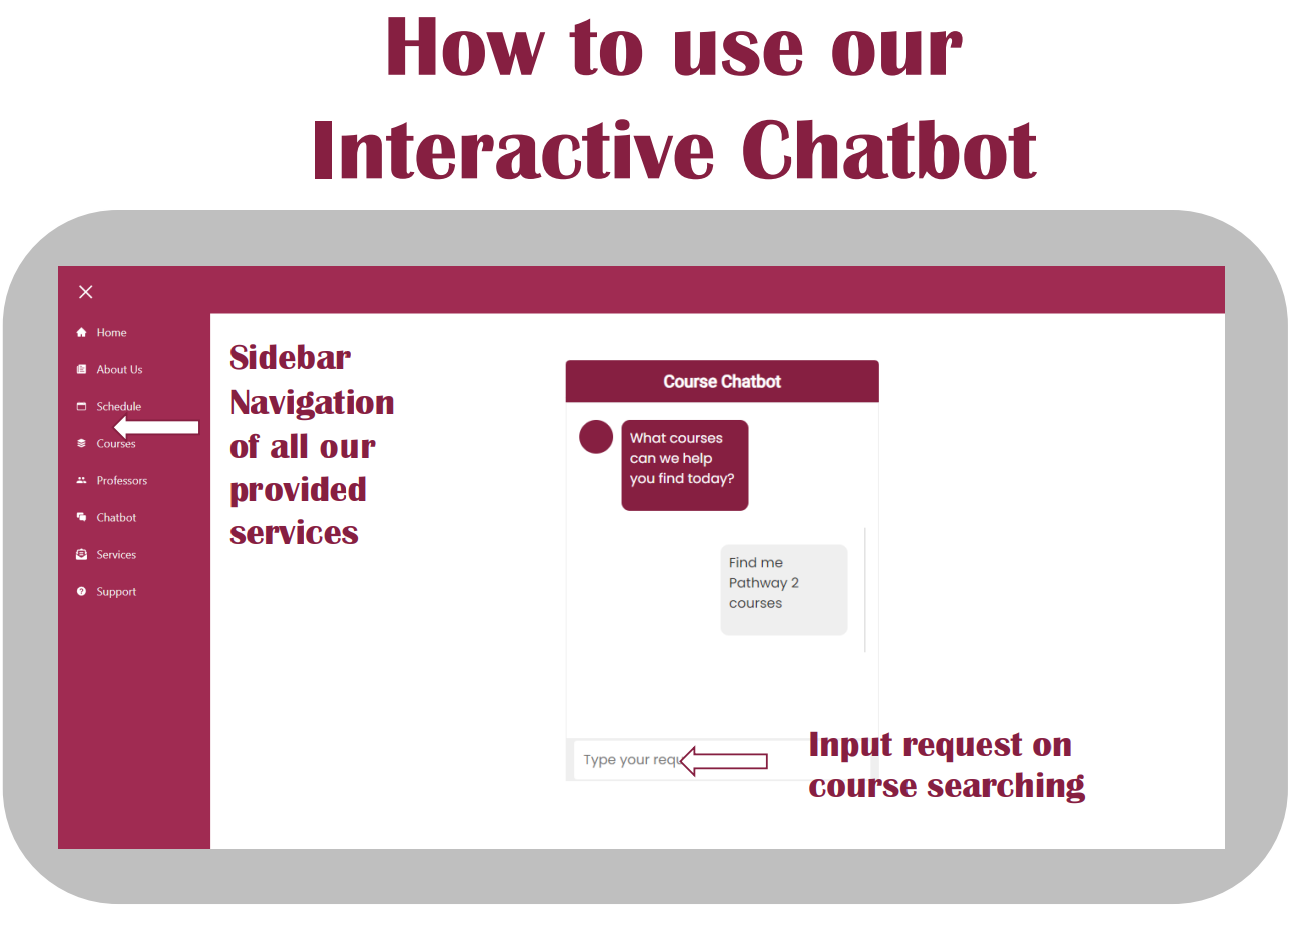 How to use our
Interactive Chatbot
Home
About Us
Schedule
Courses
Professors
Chatbot
Services
Support
Sidebar
Navigation
of all our
provided
services
Course Chatbot
What courses
can we help
you find today?
Find me
Pathway 2
courses
Type your requ
Input request on
course searching